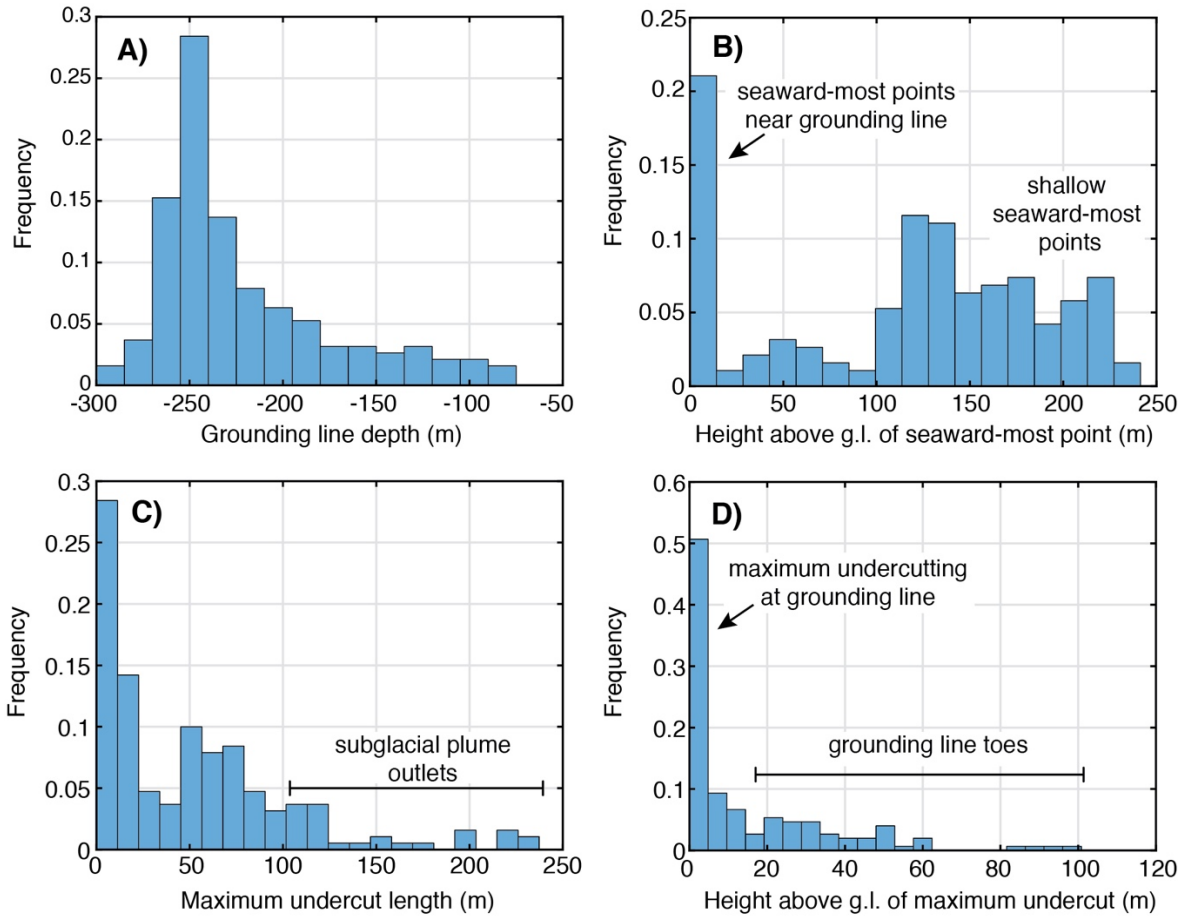 A)
0.3
0.25
0.2
0.15
0.1
0.05
0
Frequency
-300
-250
-200
-150
-100
-50
Grounding line depth (m)
B)
0.25
0.2
0.15
0.1
0.05
0
Frequency
seaward-most points
near grounding line
shallow
seaward-most
points
0
50
100
150
200
250
Height above g.l. of seaward-most point (m)
C)
0.3
0.25
0.2
0.15
0.1
0.05
0
Frequency
subglacial plume
outlets
0
50
100
150
200
250
Maximum undercut length (m)
D)
0.6
0.5
0.4
0.3
0.2
0.1
0
Frequency
maximum undercutting
at grounding line
grounding line toes
0
20
40
60
80
100
120
Height above g.l. of maximum undercut (m)